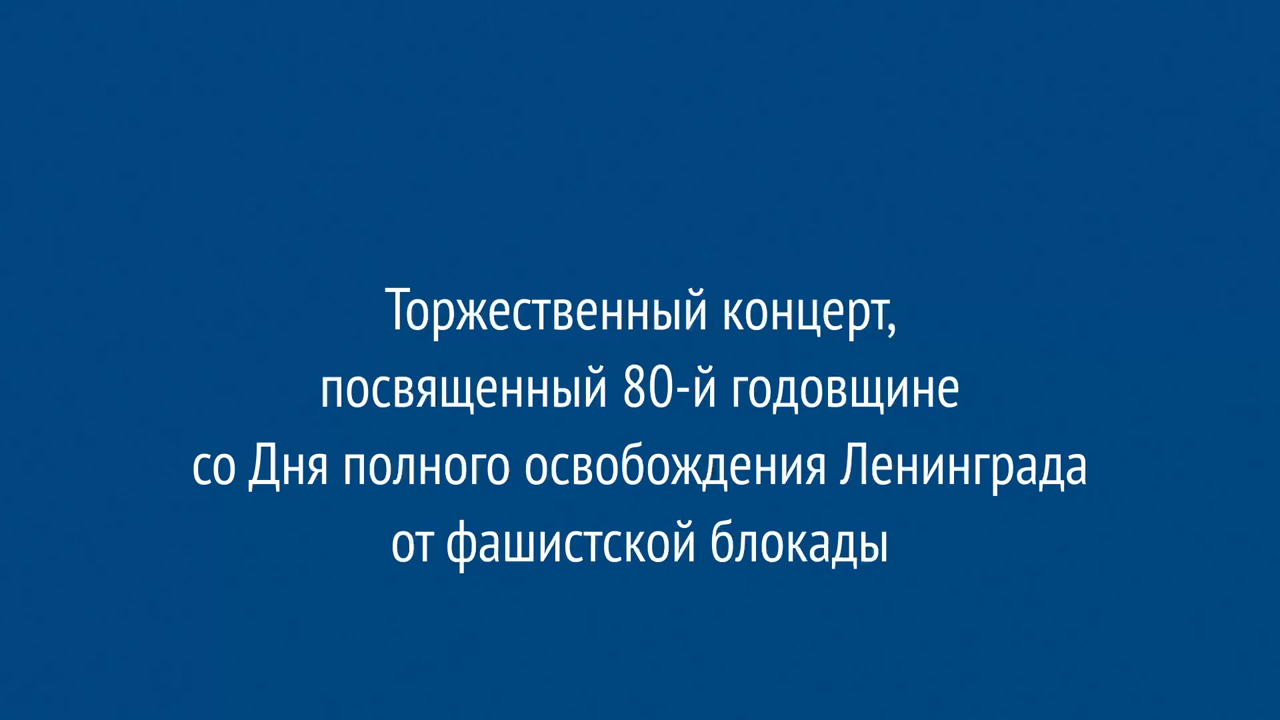 Торжественный концерт,
посвященный 80-й годовщине
со Дня полного освобождения Ленинграда
от фашистской блокады